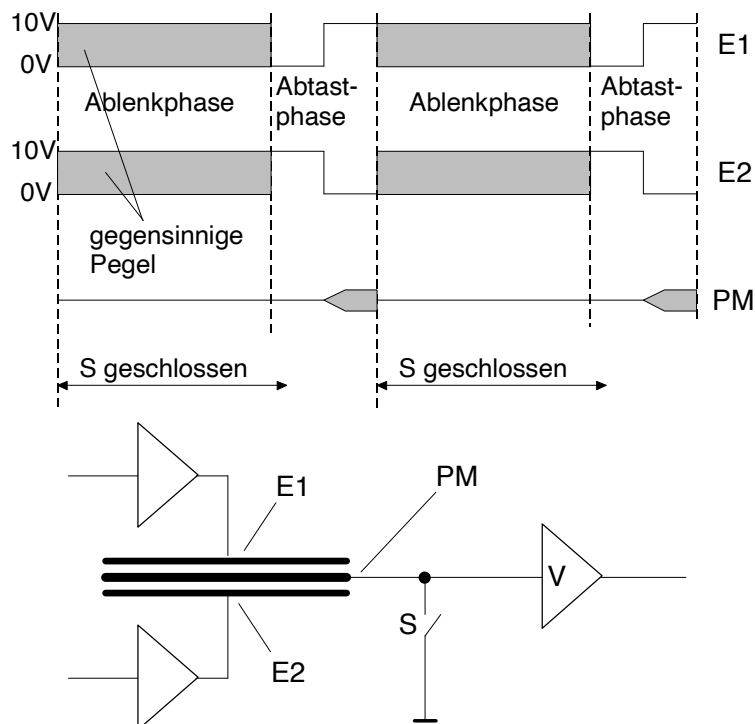 10V
E1
0V
Ablenkphase
Abtast-
phase
Ablenkphase
Abtast-
phase
10V
E2
0V
gegensinnige
Pegel
PM
S geschlossen
S geschlossen
E1
PM
V
S
E2